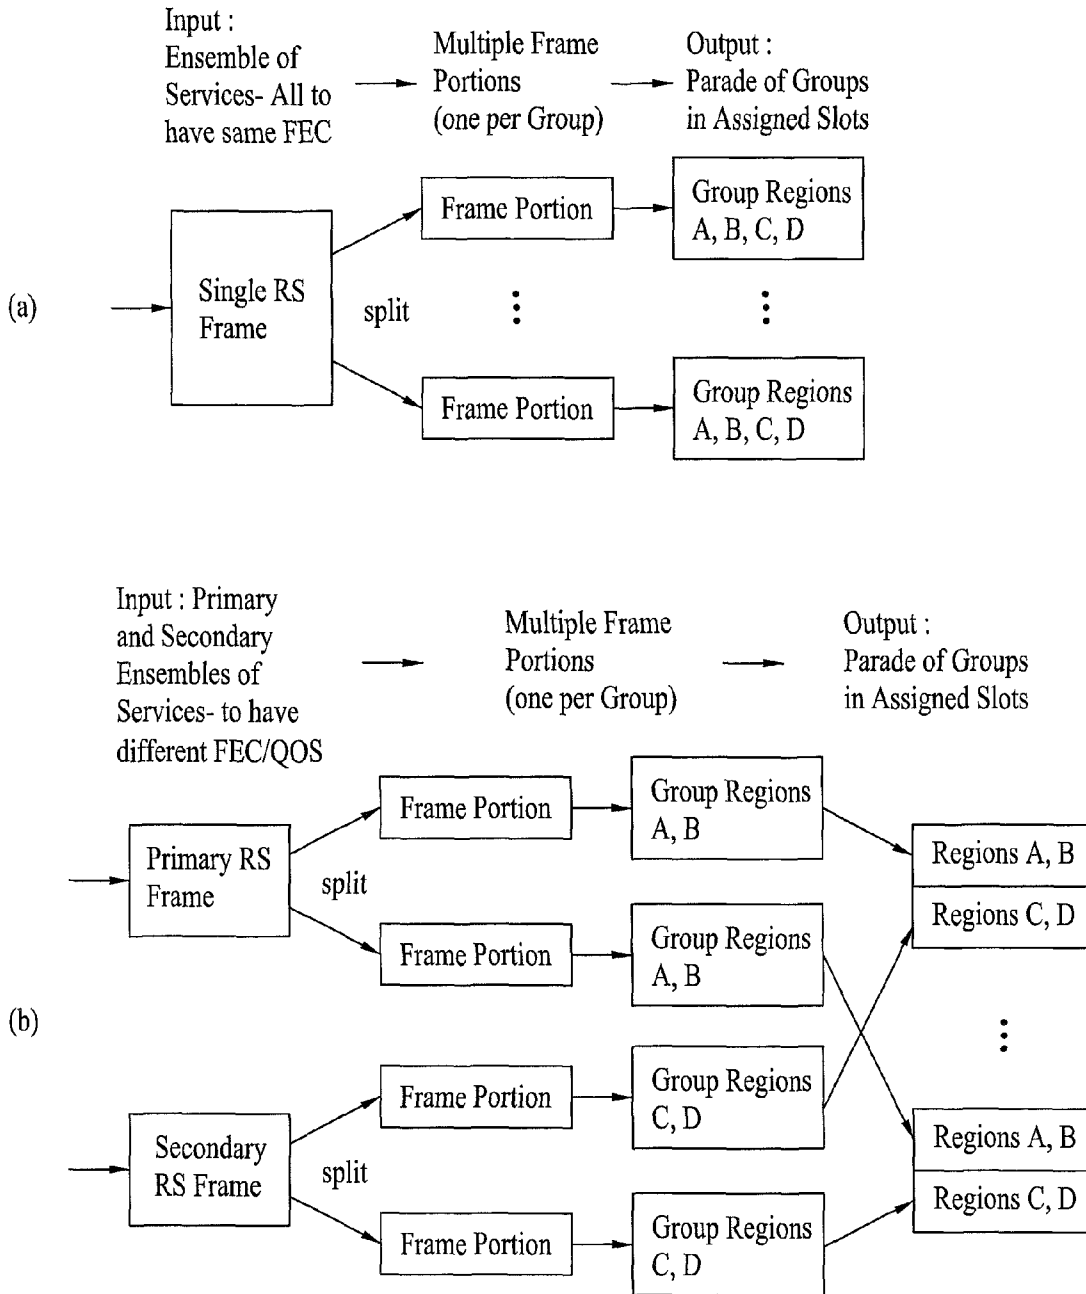 Input :
Ensemble of
Services- All to
have same FEC
Multiple Frame
Portions
(one per Group)
Output :
Parade of Groups
in Assigned Slots
(a)
Single RS
Frame
split
Frame Portion
Frame Portion
Group Regions
A, B, C, D
Group Regions
A, B, C, D
Input : Primary
and Secondary
Ensembles of
Services- to have
different FEC/QOS
Multiple Frame
Portions
(one per Group)
Output :
Parade of Groups
in Assigned Slots
(b)
Primary RS
Frame
split
Frame Portion
Frame Portion
Group Regions
A, B
Group Regions
A, B
Secondary
RS Frame
split
Frame Portion
Frame Portion
Group Regions
C, D
Group Regions
C, D
Regions A, B
Regions C, D
Regions A, B
Regions C, D